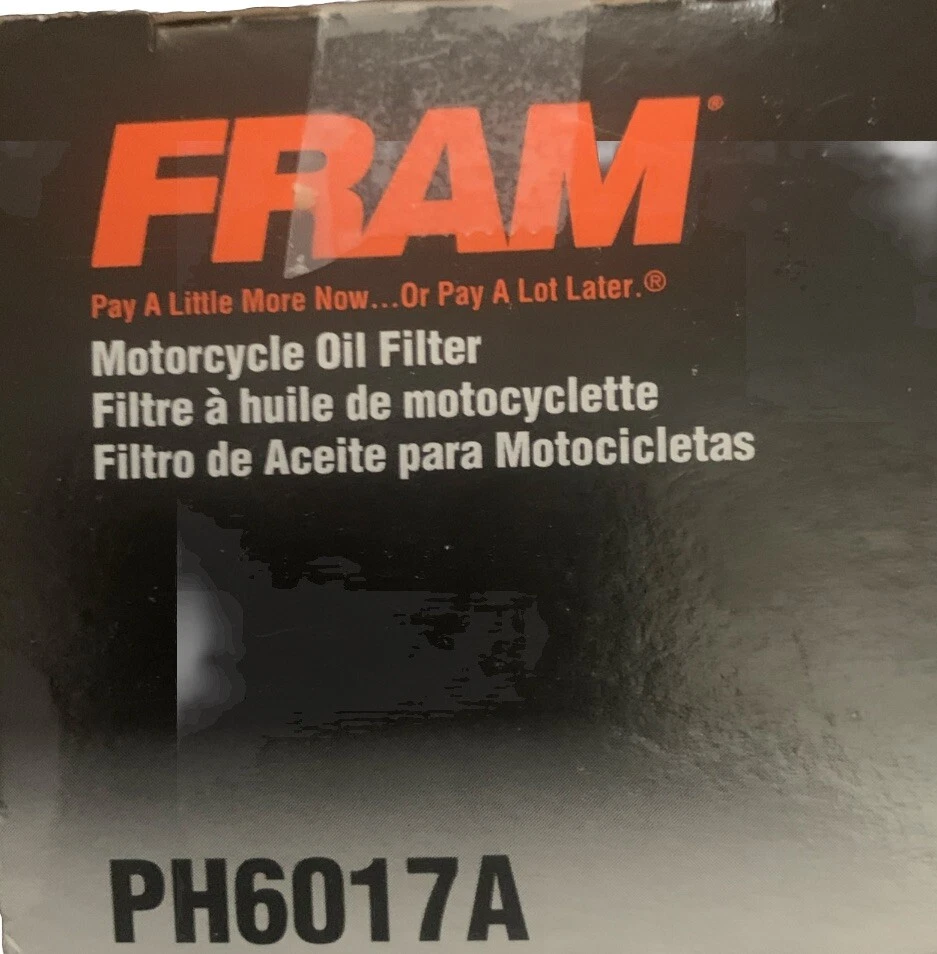 FRAM®
Pay A Little More Now...Or Pay A Lot Later.®
Motorcycle Oil Filter
Filtre à huile de motocyclette
Filtro de Aceite para Motocicletas
PH6017A